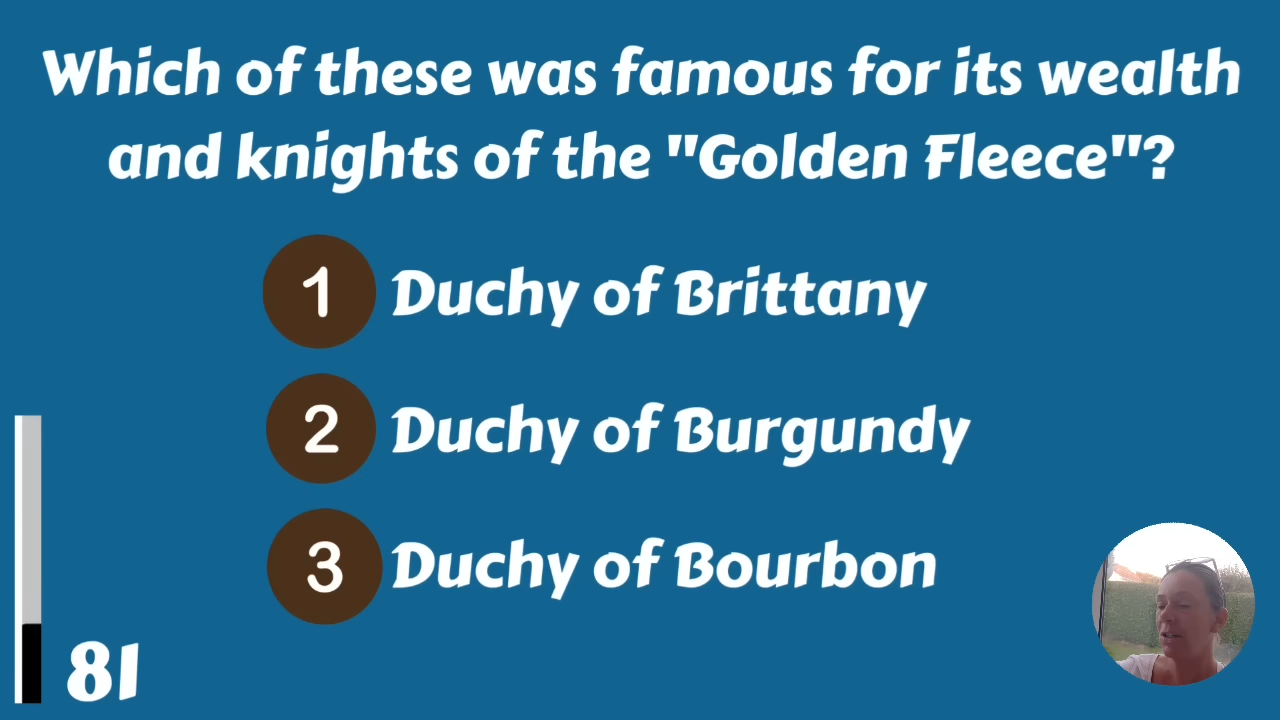 Which of these was famous for its wealth
and knights of the "Golden Fleece"?
1 Duchy of Brittany
2 Duchy of Burgundy
3 Duchy of Bourbon
81